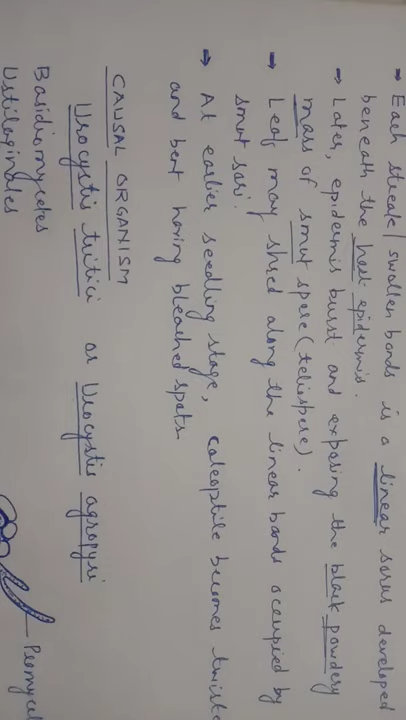 → Each streak/swollen bands is a linear sorus developed
beneath the host epidermis.
→ Later, epidermis burst and exposing the black powdery
mass of smut spore (teliospore).
→ Leaf may shred along the linear bands occupied by
smut sori.
→ At earlier seedling stage, coleoptile becomes twiste
and bent having bleached spots
CAUSAL ORGANISM
Urocysti tritici or Urocystis agropyri
Basidiomycetes
Ustilaginales